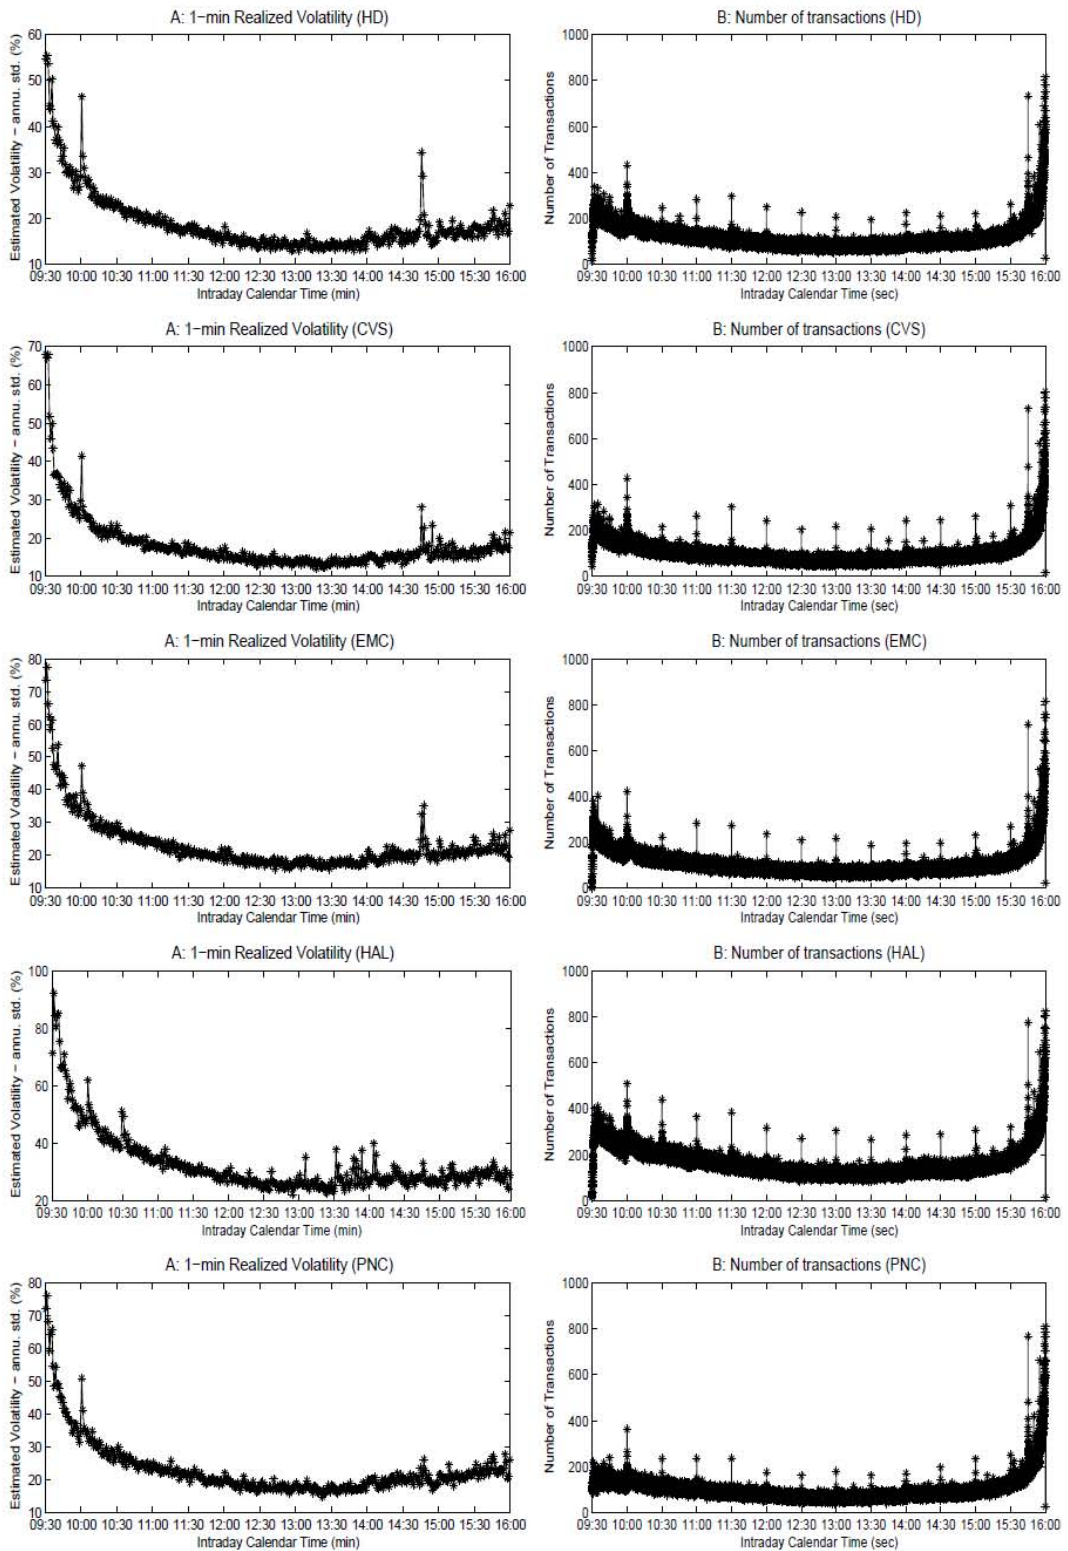 A: 1-min Realized Volatility (HD)
Estimated Volatility - annu. std. (%)
60
50
40
30
20
10
09:30 10:00 10:30 11:00 11:30 12:00 12:30 13:00 13:30 14:00 14:30 15:00 15:30 16:00
Intraday Calendar Time (min)
B: Number of transactions (HD)
Number of Transactions
1000
800
600
400
200
0
09:30 10:00 10:30 11:00 11:30 12:00 12:30 13:00 13:30 14:00 14:30 15:00 15:30 16:00
Intraday Calendar Time (sec)
A: 1-min Realized Volatility (CVS)
Estimated Volatility - annu. std. (%)
70
60
50
40
30
20
10
09:30 10:00 10:30 11:00 11:30 12:00 12:30 13:00 13:30 14:00 14:30 15:00 15:30 16:00
Intraday Calendar Time (min)
B: Number of transactions (CVS)
Number of Transactions
1000
800
600
400
200
0
09:30 10:00 10:30 11:00 11:30 12:00 12:30 13:00 13:30 14:00 14:30 15:00 15:30 16:00
Intraday Calendar Time (sec)
A: 1-min Realized Volatility (EMC)
Estimated Volatility - annu. std. (%)
80
70
60
50
40
30
20
10
09:30 10:00 10:30 11:00 11:30 12:00 12:30 13:00 13:30 14:00 14:30 15:00 15:30 16:00
Intraday Calendar Time (min)
B: Number of transactions (EMC)
Number of Transactions
1000
800
600
400
200
0
09:30 10:00 10:30 11:00 11:30 12:00 12:30 13:00 13:30 14:00 14:30 15:00 15:30 16:00
Intraday Calendar Time (sec)
A: 1-min Realized Volatility (HAL)
Estimated Volatility - annu. std. (%)
100
80
60
40
20
09:30 10:00 10:30 11:00 11:30 12:00 12:30 13:00 13:30 14:00 14:30 15:00 15:30 16:00
Intraday Calendar Time (min)
B: Number of transactions (HAL)
Number of Transactions
1000
800
600
400
200
0
09:30 10:00 10:30 11:00 11:30 12:00 12:30 13:00 13:30 14:00 14:30 15:00 15:30 16:00
Intraday Calendar Time (sec)
A: 1-min Realized Volatility (PNC)
Estimated Volatility - annu. std. (%)
80
70
60
50
40
30
20
10
09:30 10:00 10:30 11:00 11:30 12:00 12:30 13:00 13:30 14:00 14:30 15:00 15:30 16:00
Intraday Calendar Time (min)
B: Number of transactions (PNC)
Number of Transactions
1000
800
600
400
200
0
09:30 10:00 10:30 11:00 11:30 12:00 12:30 13:00 13:30 14:00 14:30 15:00 15:30 16:00
Intraday Calendar Time (sec)